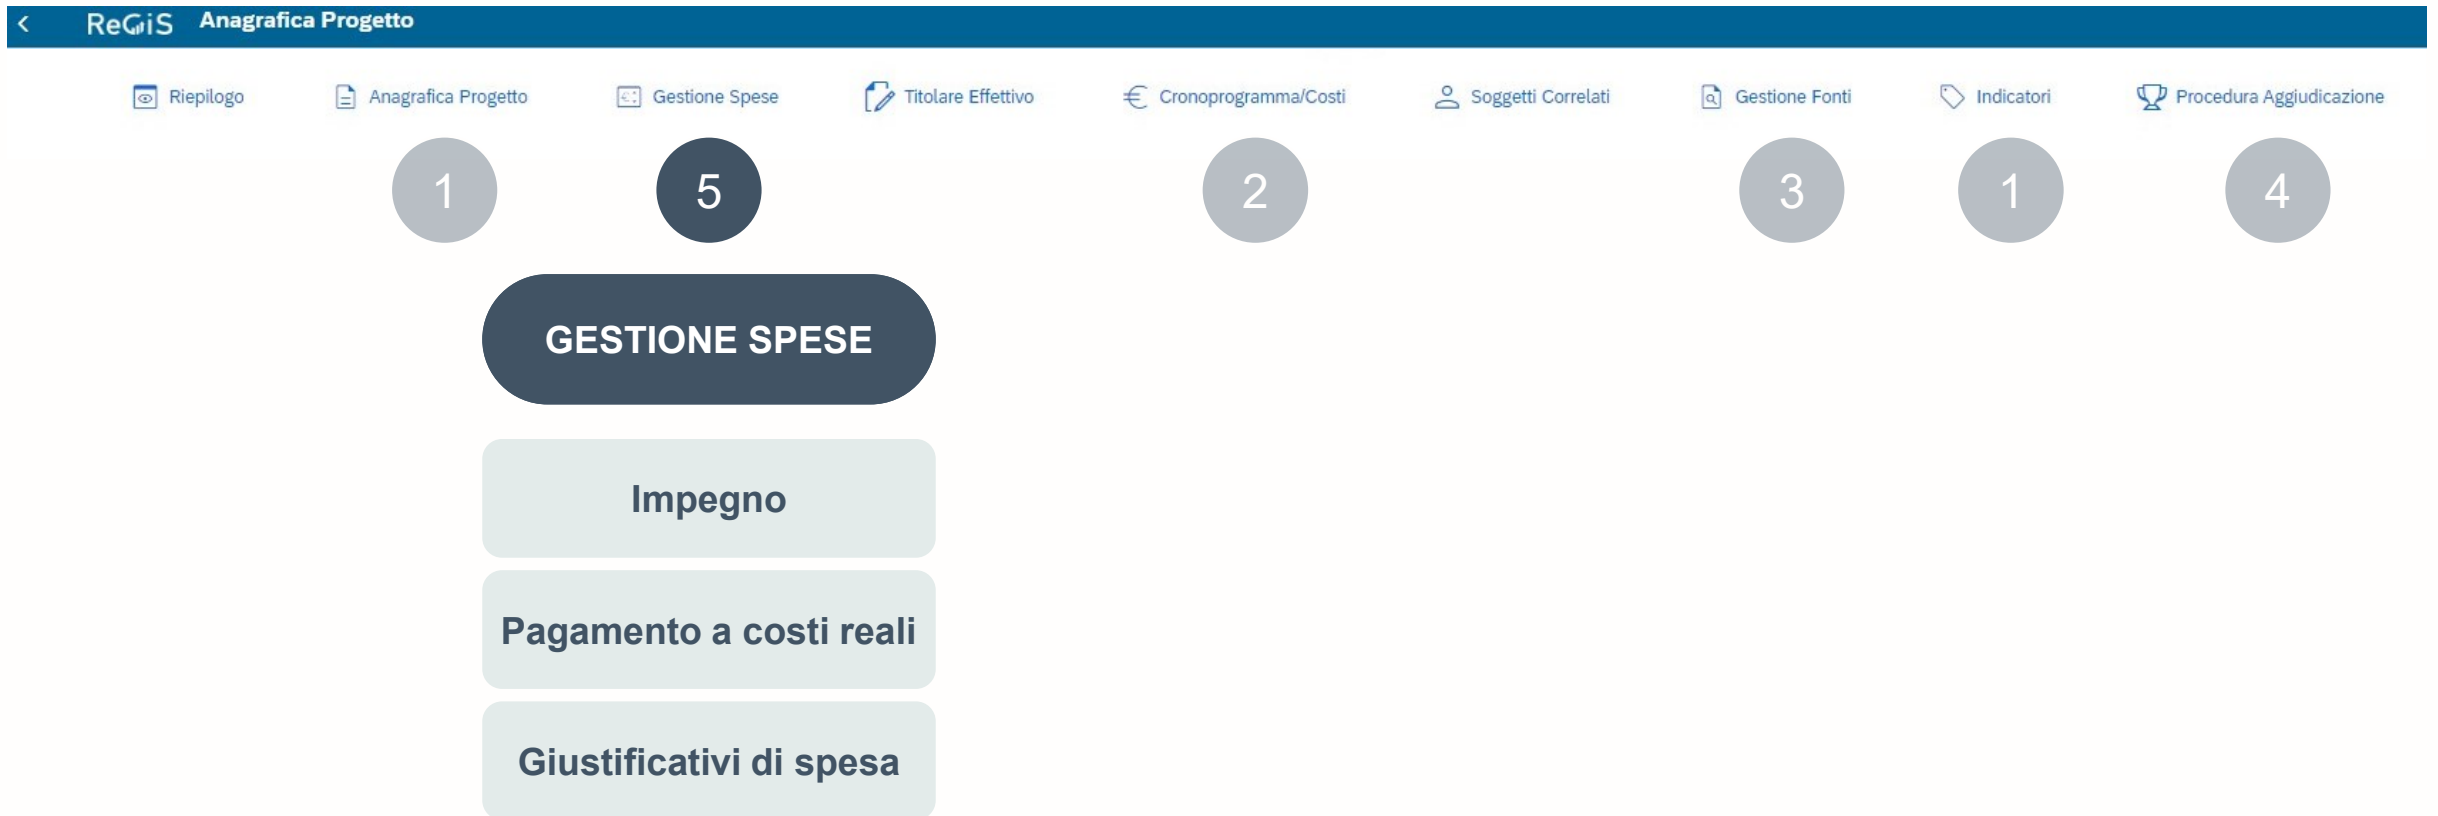 ReGiS Anagrafica Progetto
Riepilogo Anagrafica Progetto Gestione Spese Titolare Effettivo Cronoprogramma/Costi Soggetti Correlati Gestione Fonti Indicatori Procedura Aggiudicazione
1 5 2 3 1 4
GESTIONE SPESE
Impegno
Pagamento a costi reali
Giustificativi di spesa